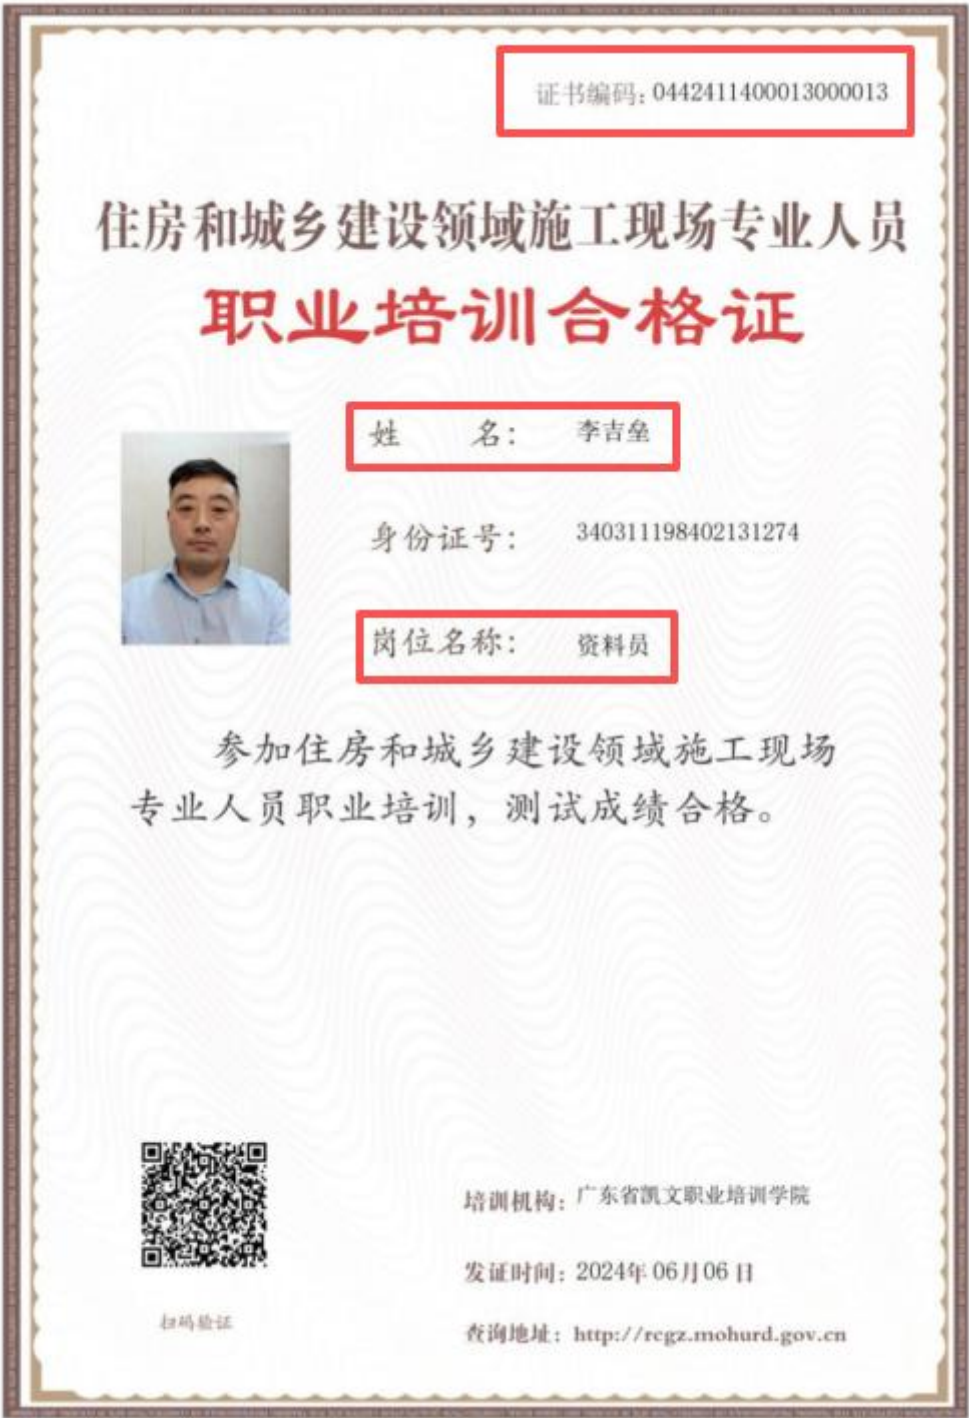 证书编码：0442411400013000013
住房和城乡建设领域施工现场专业人员
职业培训合格证
姓 名： 李吉垒
身份证号： 340311198402131274
岗位名称： 资料员
参加住房和城乡建设领域施工现场
专业人员职业培训，测试成绩合格。
培训机构：广东省凯文职业培训学院
发证时间：2024年06月06日
扫码验证
查询地址：http://rcgz.mohurd.gov.cn